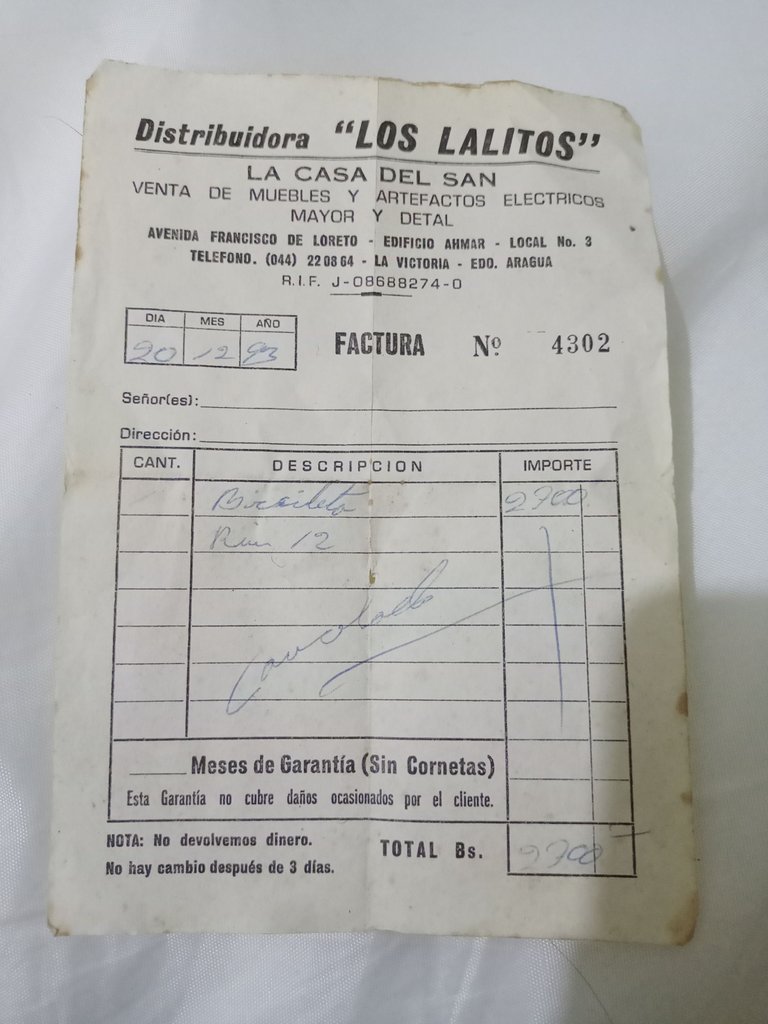 Distribuidora "LOS LALITOS"
LA CASA DEL SAN
VENTA DE MUEBLES Y ARTEFACTOS ELECTRICOS
MAYOR Y DETAL
AVENIDA FRANCISCO DE LORETO - EDIFICIO AHMAR - LOCAL No. 3
TELEFONO. (044) 220864 - LA VICTORIA - EDO. ARAGUA
R.I.F. J-08688274-0
DIA MES AÑO
20 12 93
FACTURA Nº 4302
Señor(es):
Dirección:
CANT. DESCRIPCION IMPORTE
Bicicleta 2700
Rin 12
Cancelado
Meses de Garantía (Sin Cornetas)
Esta Garantía no cubre daños ocasionados por el cliente.
NOTA: No devolvemos dinero.
No hay cambio después de 3 días.
TOTAL Bs. 2700